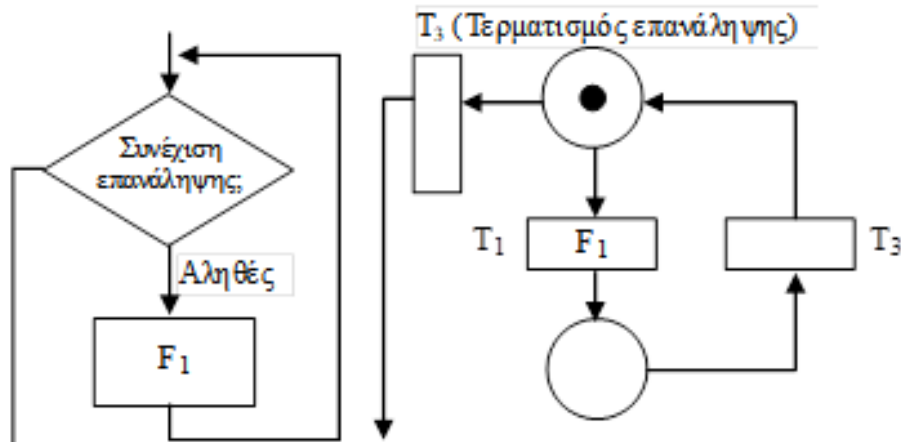 T3 (Τερματισμός επανάληψης)
Συνέχιση
επανάληψης;
Αληθές
F1
T1
F1
T3